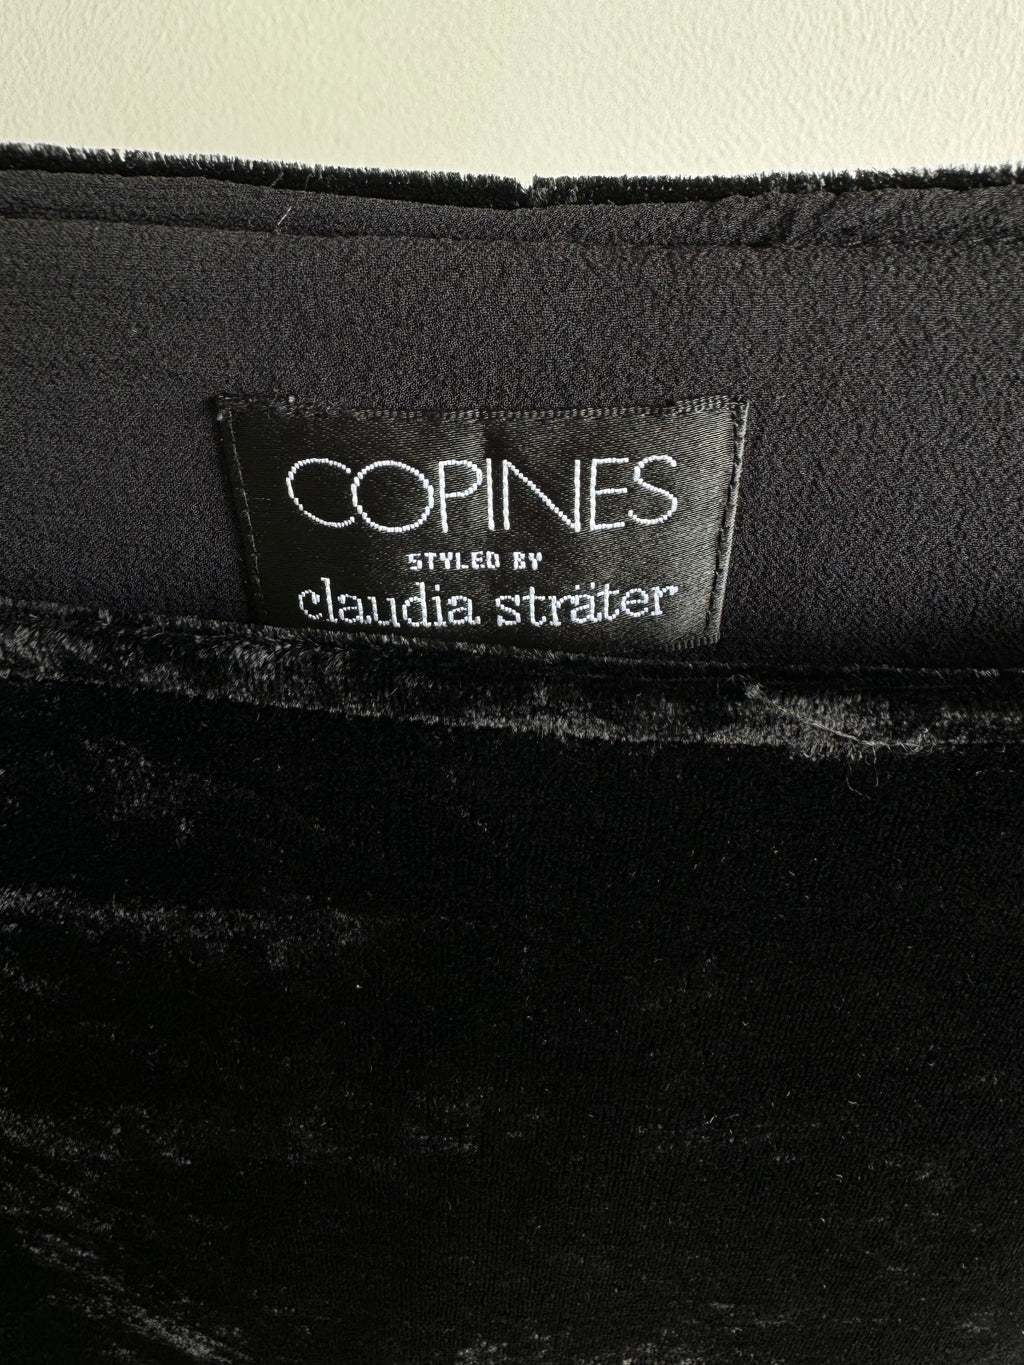 COPINES
STYLED BY
claudia sträter